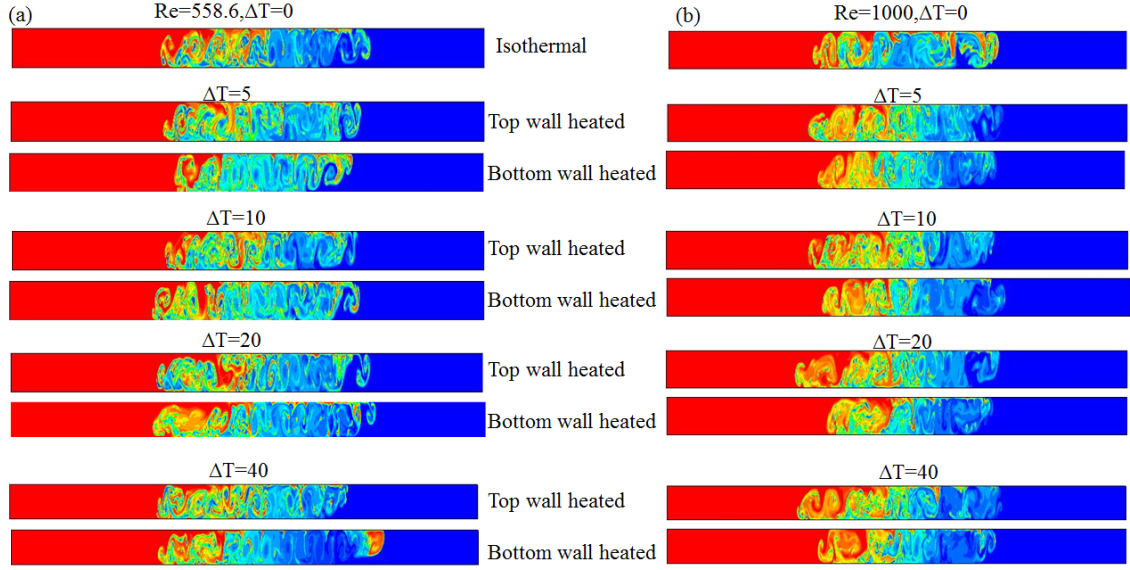 (a)
Re=558.6,ΔT=0
Isothermal
ΔT=5
Top wall heated
Bottom wall heated
ΔT=10
Top wall heated
Bottom wall heated
ΔT=20
Top wall heated
Bottom wall heated
ΔT=40
Top wall heated
Bottom wall heated
(b)
Re=1000,ΔT=0
ΔT=5
ΔT=10
ΔT=20
ΔT=40